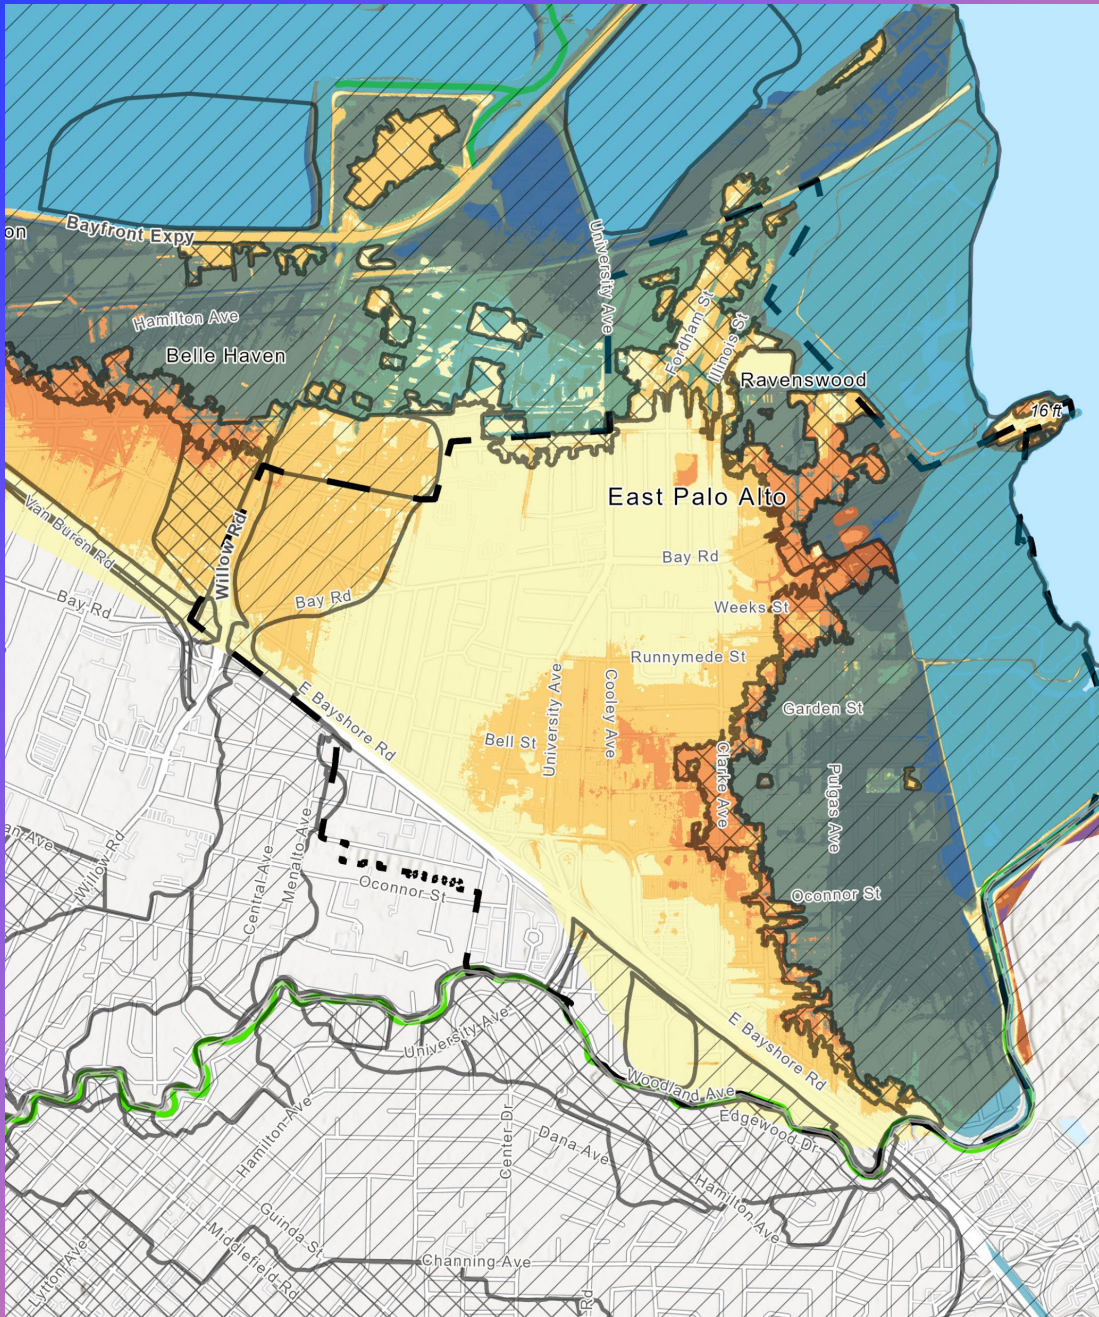 Bayfront Expy
on
University Ave
Hamilton Ave
Belle Haven
Fordham St
Illinois St
Ravenswood
16 ft
East Palo Alto
Van Buren Rd
Willow Rd
Bay Rd
Bay Rd
Bay Rd
Weeks St
Runnymede St
E Bayshore Rd
University Ave
Cooley Ave
Garden St
Bell St
Clarke Ave
Pulgas Ave
an Ave
Willow Rd
Central Ave
Menalto Ave
Oconnor St
Oconnor St
University Ave
E Bayshore Rd
Woodland Ave
Edgewood Dr
Hamilton Ave
Center Dr
Dana Ave
Hamilton Ave
Guinda St
Middlefield Rd
Lytton Ave
Channing Ave
Rd